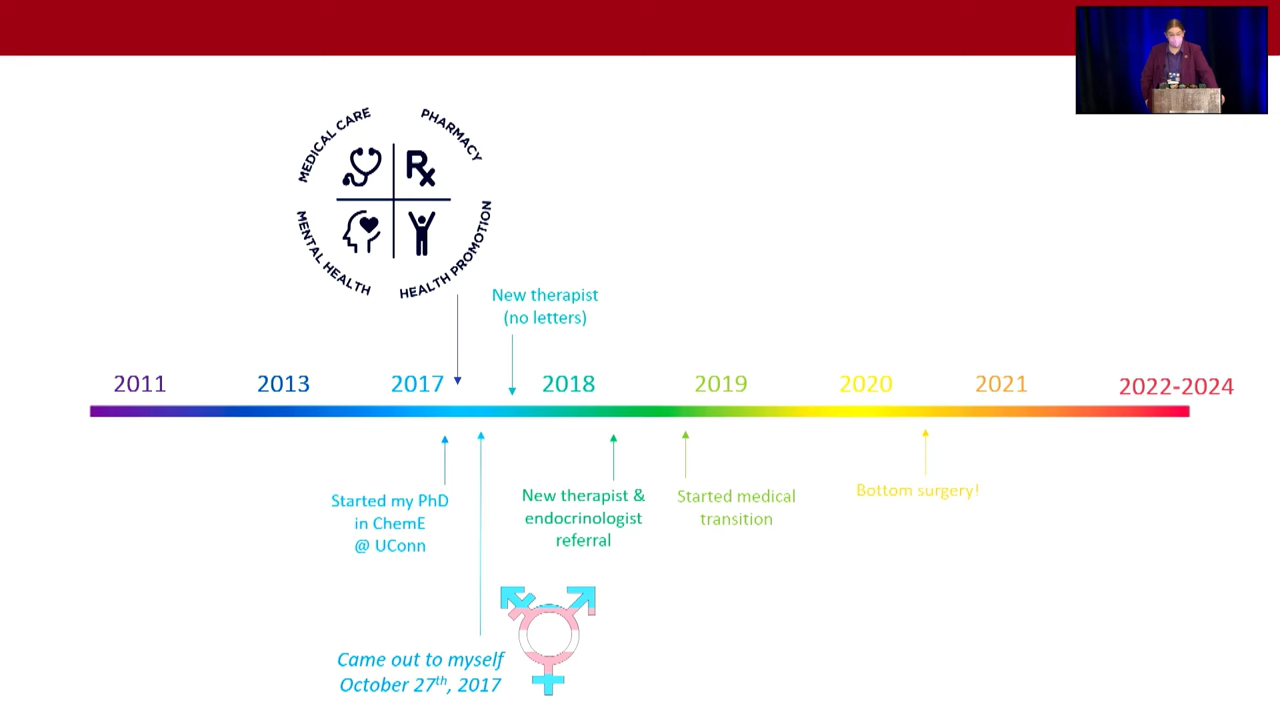 MEDICAL CARE
PHARMACY
MENTAL HEALTH
HEALTH PROMOTION
Rx
New therapist
(no letters)
2011
2013
2017
2018
2019
2020
2021
2022-2024
Started my PhD
in ChemE
@ UConn
New therapist &
endocrinologist
referral
Started medical
transition
Bottom surgery!
Came out to myself
October 27th, 2017